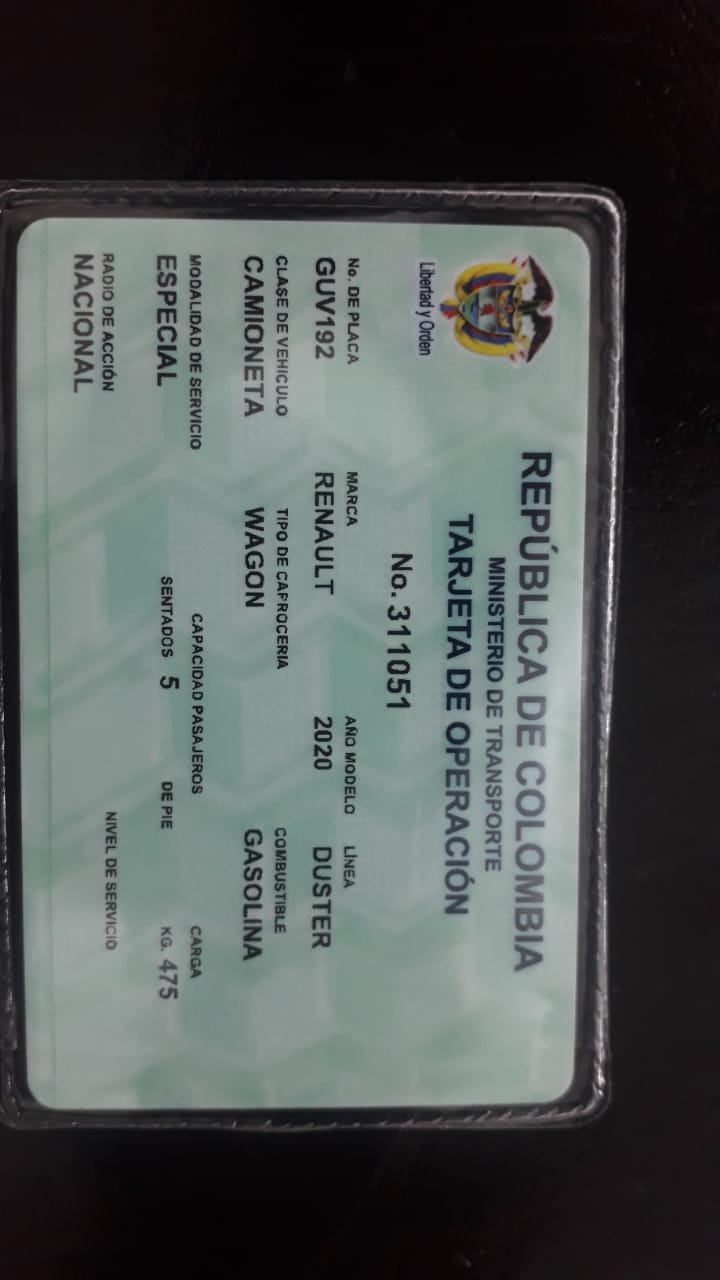 REPÚBLICA DE COLOMBIA
MINISTERIO DE TRANSPORTE
TARJETA DE OPERACIÓN
Libertad y Orden
No. 311051
No. DE PLACA MARCA AÑO MODELO LÍNEA
GUV192 RENAULT 2020 DUSTER
CLASE DE VEHICULO TIPO DE CARROCERIA COMBUSTIBLE
CAMIONETA WAGON GASOLINA
MODALIDAD DE SERVICIO CAPACIDAD PASAJEROS CARGA
ESPECIAL SENTADOS 5 DE PIE KG. 475
RADIO DE ACCIÓN NIVEL DE SERVICIO
NACIONAL